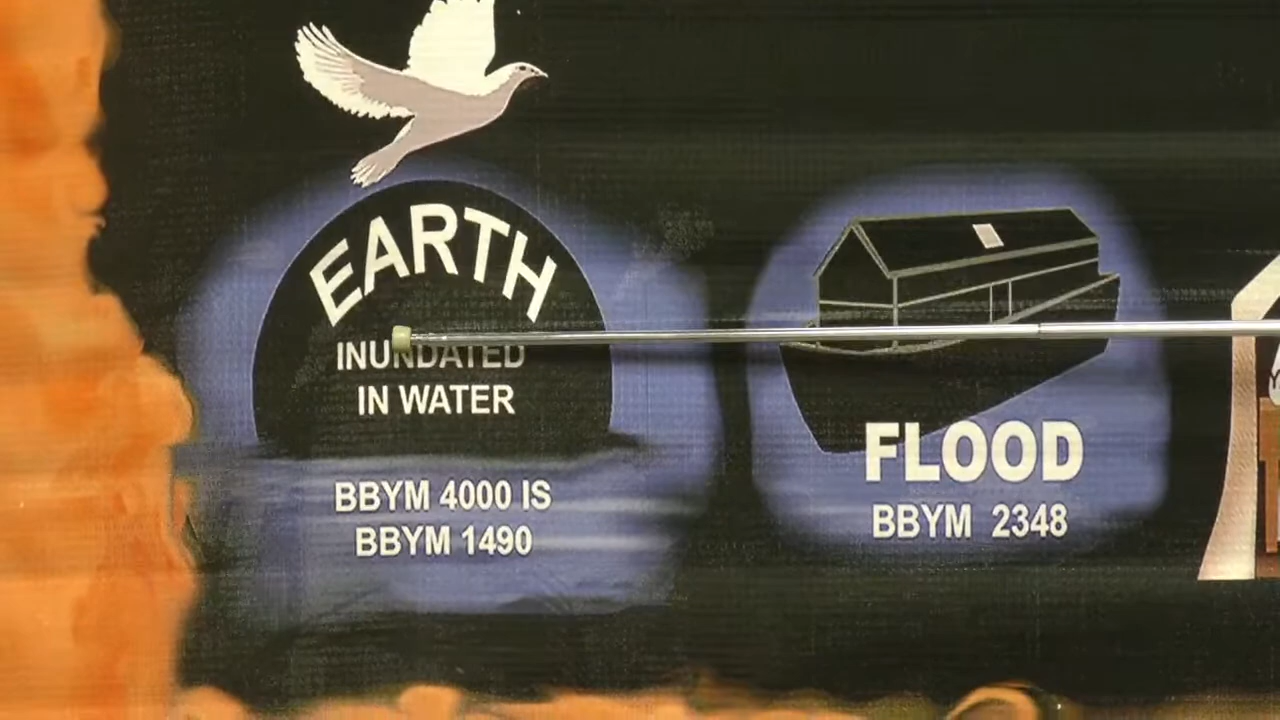 EARTH
INUNDATED
IN WATER
BBYM 4000 IS
BBYM 1490
FLOOD
BBYM 2348